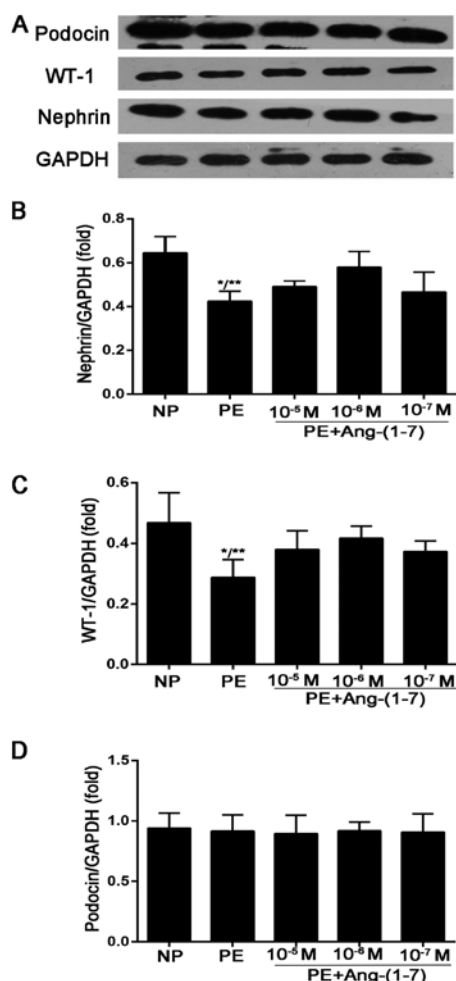 A
Podocin
WT-1
Nephrin
GAPDH
B
Nephrin/GAPDH (fold)
0.8
0.6
0.4
0.2
0.0
*/**
NP PE 10⁻⁵ M 10⁻⁶ M 10⁻⁷ M
PE+Ang-(1-7)
C
WT-1/GAPDH (fold)
0.6
0.4
0.2
0.0
*/**
NP PE 10⁻⁵ M 10⁻⁶ M 10⁻⁷ M
PE+Ang-(1-7)
D
Podocin/GAPDH (fold)
1.5
1.0
0.5
0.0
NP PE 10⁻⁵ M 10⁻⁶ M 10⁻⁷ M
PE+Ang-(1-7)